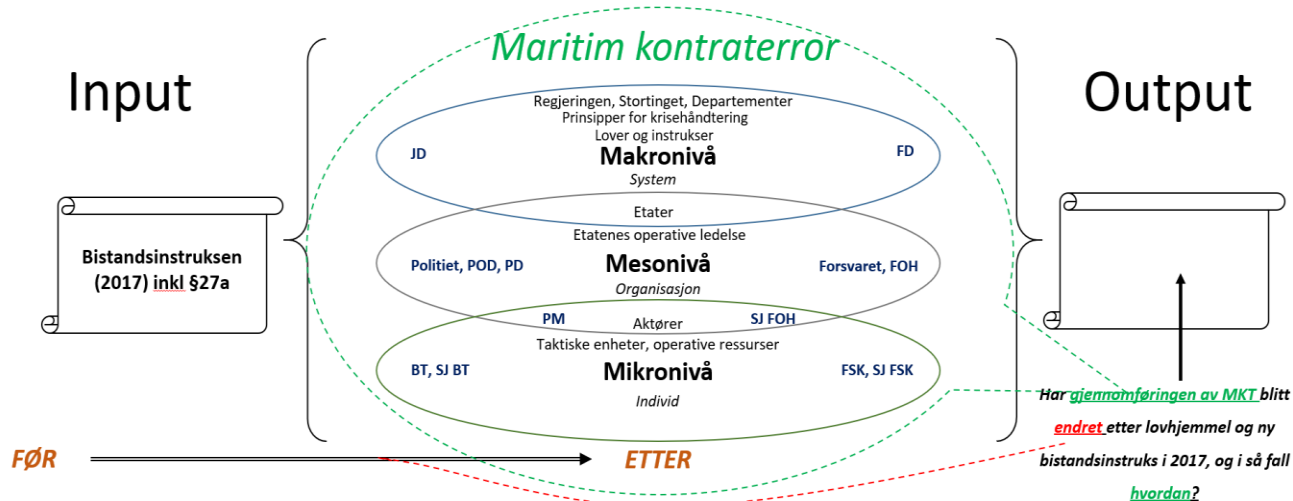 Maritim kontraterror
Input
Output
Regjeringen, Stortinget, Departementer
Prinsipper for krisehåndtering
Lover og instrukser
JD
Makronivå
FD
System
Etater
Etatenes operative ledelse
Bistandsinstruksen
(2017) inkl §27a
Politiet, POD, PD
Mesonivå
Forsvaret, FOH
Organisasjon
PM
Aktører
SJ FOH
Taktiske enheter, operative ressurser
BT, SJ BT
Mikronivå
FSK, SJ FSK
Individ
Har gjennomføringen av MKT blitt
endret etter lovhjemmel og ny
bistandsinstruks i 2017, og i så fall
hvordan?
FØR
ETTER